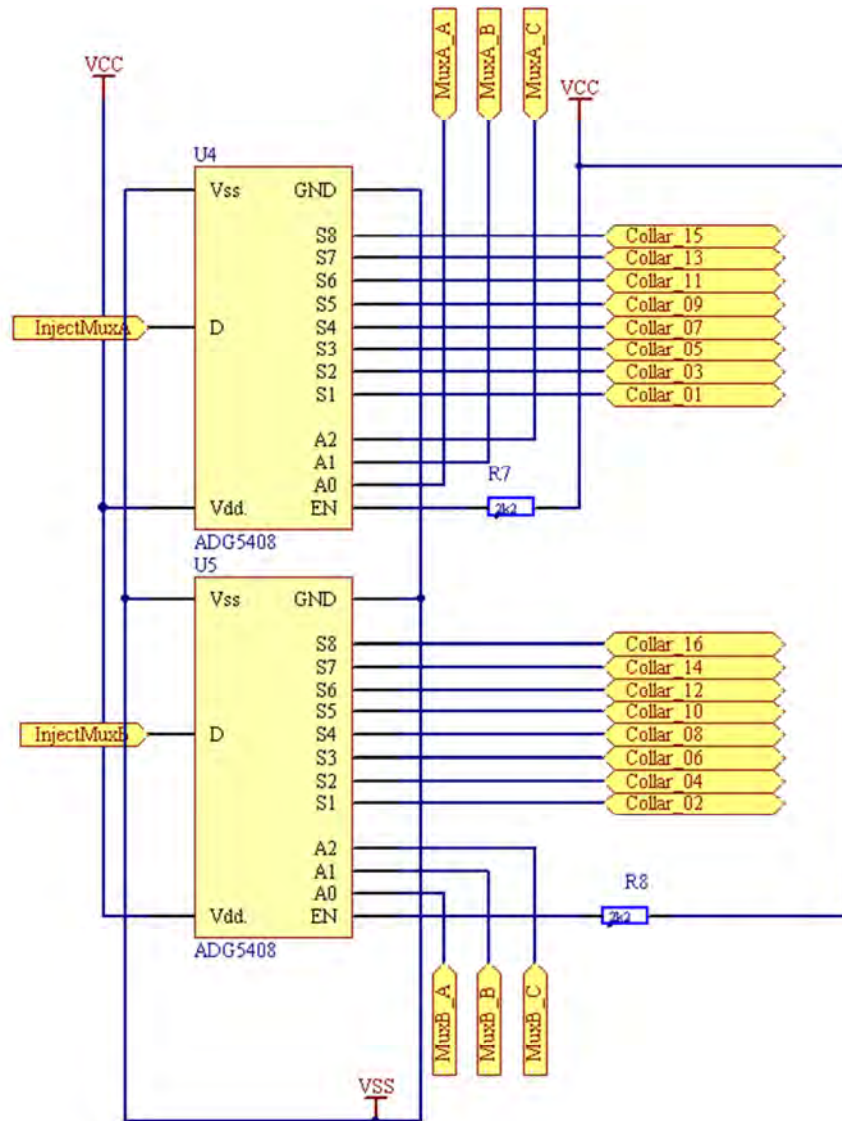 MuxA_A
MuxA_B
MuxA_C
VCC
VCC
U4
Vss
GND
S8
Collar_15
S7
Collar_13
S6
Collar_11
S5
Collar_09
InjectMuxA
D
S4
Collar_07
S3
Collar_05
S2
Collar_03
S1
Collar_01
A2
A1
A0
R7
Vdd.
EN
2k2
ADG5408
U5
Vss
GND
S8
Collar_16
S7
Collar_14
S6
Collar_12
S5
Collar_10
InjectMuxB
D
S4
Collar_08
S3
Collar_06
S2
Collar_04
S1
Collar_02
A2
A1
A0
R8
Vdd.
EN
2k2
ADG5408
MuxB_A
MuxB_B
MuxB_C
VSS